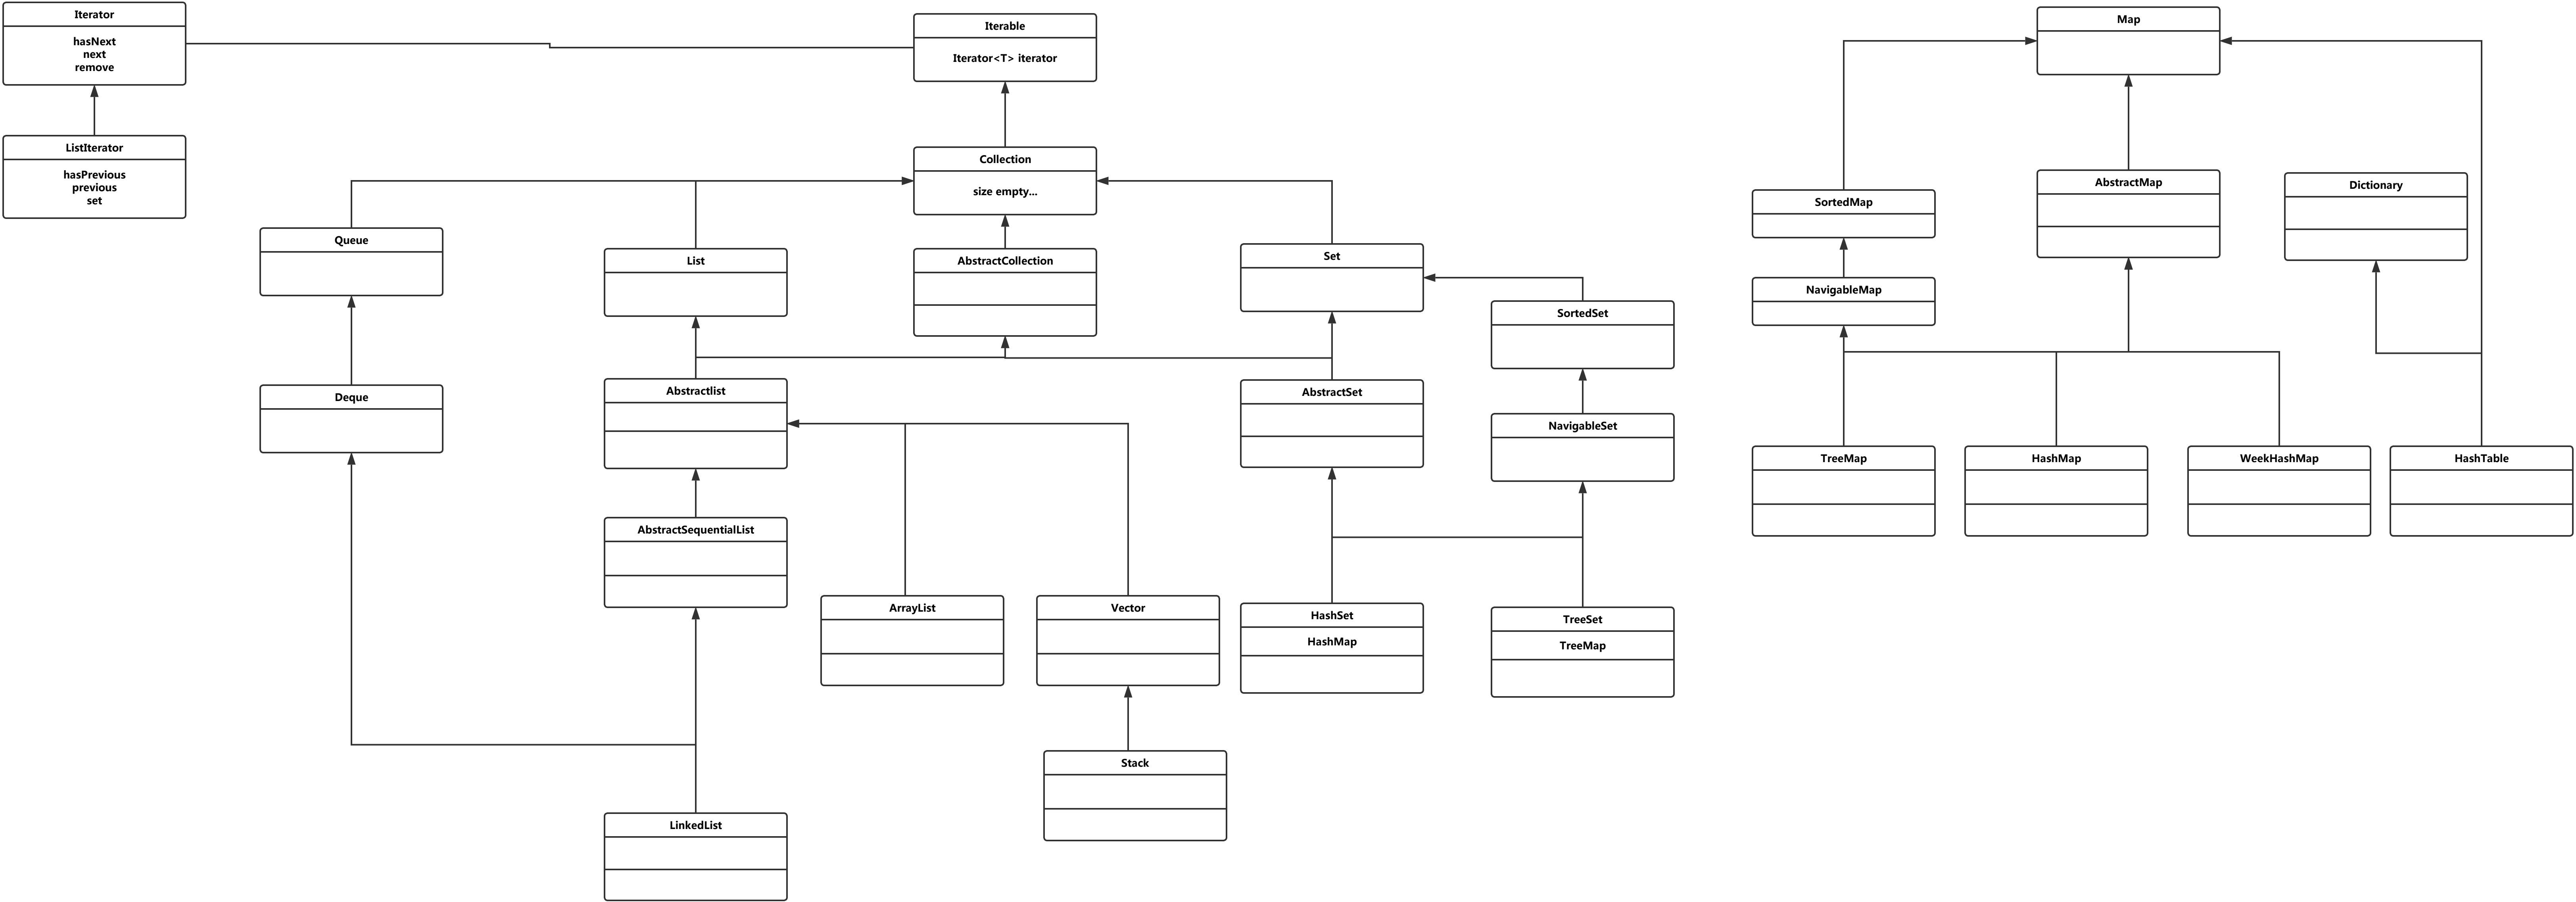 Iterator
hasNext
next
remove
ListIterator
hasPrevious
previous
set
Iterable
Iterator<T> iterator
Collection
size empty...
Queue
List
AbstractCollection
Set
SortedSet
Deque
Abstractlist
AbstractSet
NavigableSet
AbstractSequentialList
ArrayList
Vector
HashSet
HashMap
TreeSet
TreeMap
Stack
LinkedList
Map
SortedMap
AbstractMap
Dictionary
NavigableMap
TreeMap
HashMap
WeekHashMap
HashTable